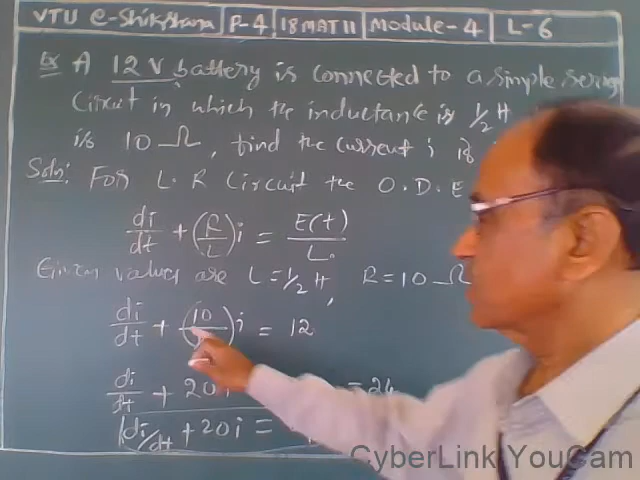 VTU e-Shikshana P-4 18MAT11 Module-4 L-6
Ex A 12V battery is connected to a simple series
Circuit in which the inductance is 1/2 H
is 10 Ω, find the current i
Soln: For L.R Circuit the O.D.E
di/dt + (R/L)i = E(t)/L
Given values are L=1/2 H, R=10 Ω
di/dt + (10/ )i = 12
di/dt + 20i = 24
di/dt + 20i =
CyberLink YouCam